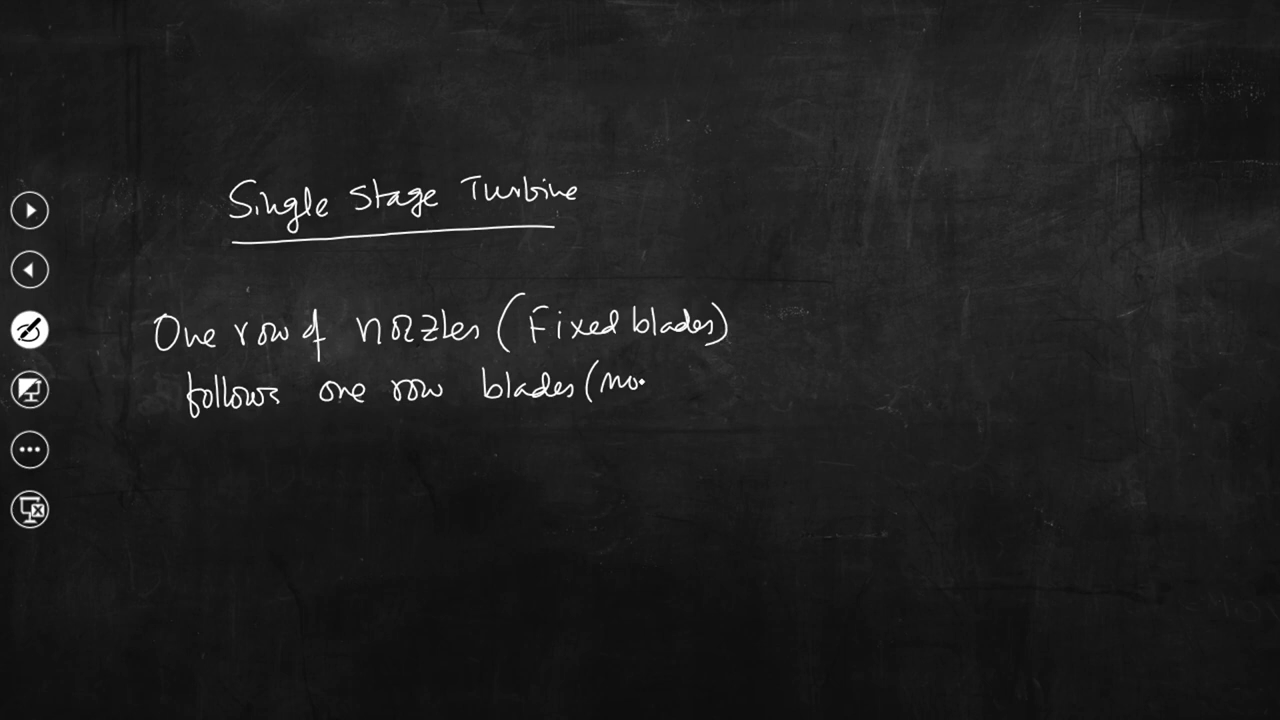 Single Stage Turbine
One row of nozzles (Fixed blades)
follows one row blades (mo